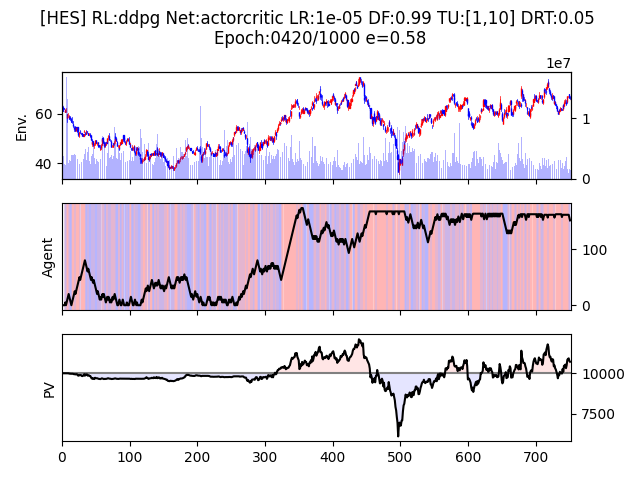 [HES] RL:ddpg Net:actorcritic LR:1e-05 DF:0.99 TU:[1,10] DRT:0.05
Epoch:0420/1000 e=0.58
1e7
Env.
60
40
1
0
Agent
100
0
PV
10000
7500
0 100 200 300 400 500 600 700